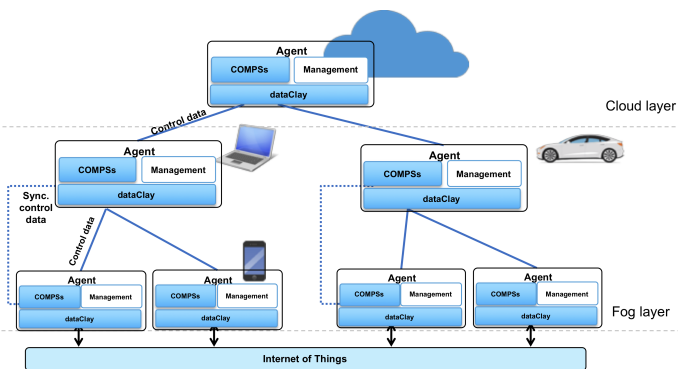 Agent
COMPSs
Management
dataClay
Cloud layer
Control data
Agent
COMPSs
Management
dataClay
Agent
COMPSs
Management
dataClay
Sync.
control
data
Control data
Agent
COMPSs
Management
dataClay
Agent
COMPSs
Management
dataClay
Agent
COMPSs
Management
dataClay
Agent
COMPSs
Management
dataClay
Fog layer
Internet of Things